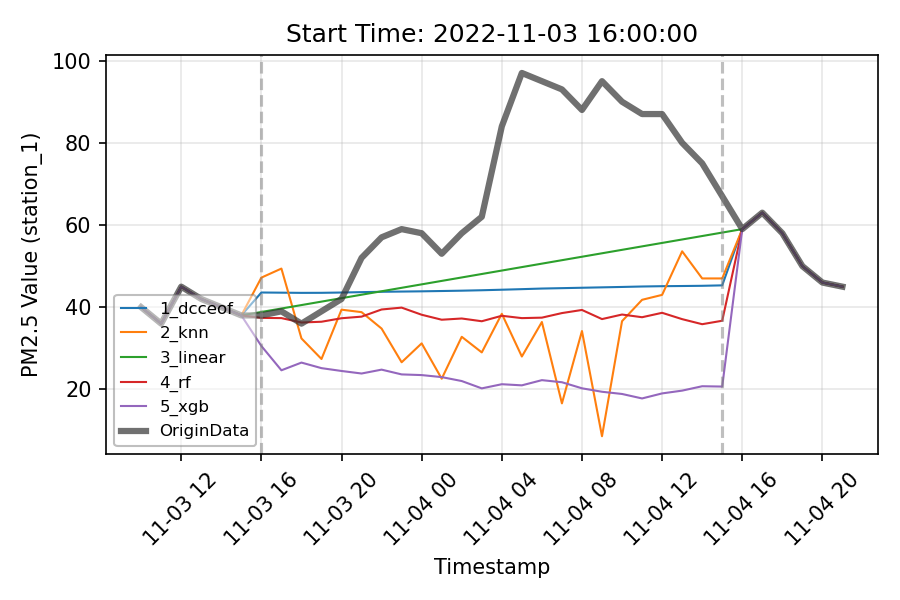 Start Time: 2022-11-03 16:00:00
PM2.5 Value (station_1)
100
80
60
40
20
1_dcceof
2_knn
3_linear
4_rf
5_xgb
OriginData
11-03 12
11-03 16
11-03 20
11-04 00
11-04 04
11-04 08
11-04 12
11-04 16
11-04 20
Timestamp